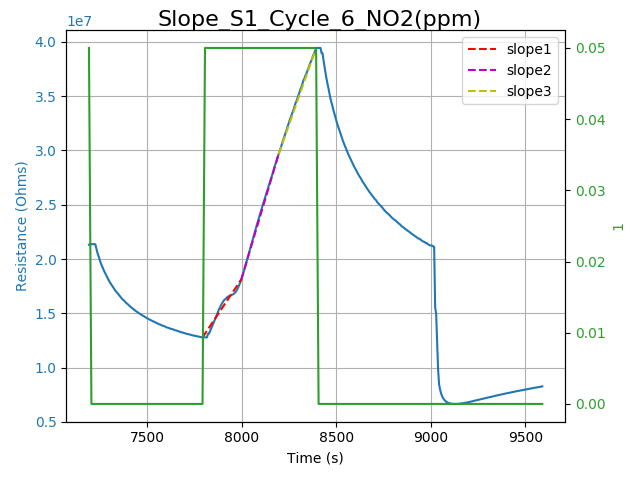 Slope_S1_Cycle_6_NO2(ppm)
1e7
slope1
slope2
slope3
4.0
3.5
3.0
2.5
2.0
1.5
1.0
0.5
Resistance (Ohms)
0.05
0.04
0.03
0.02
0.01
0.00
1
7500 8000 8500 9000 9500
Time (s)